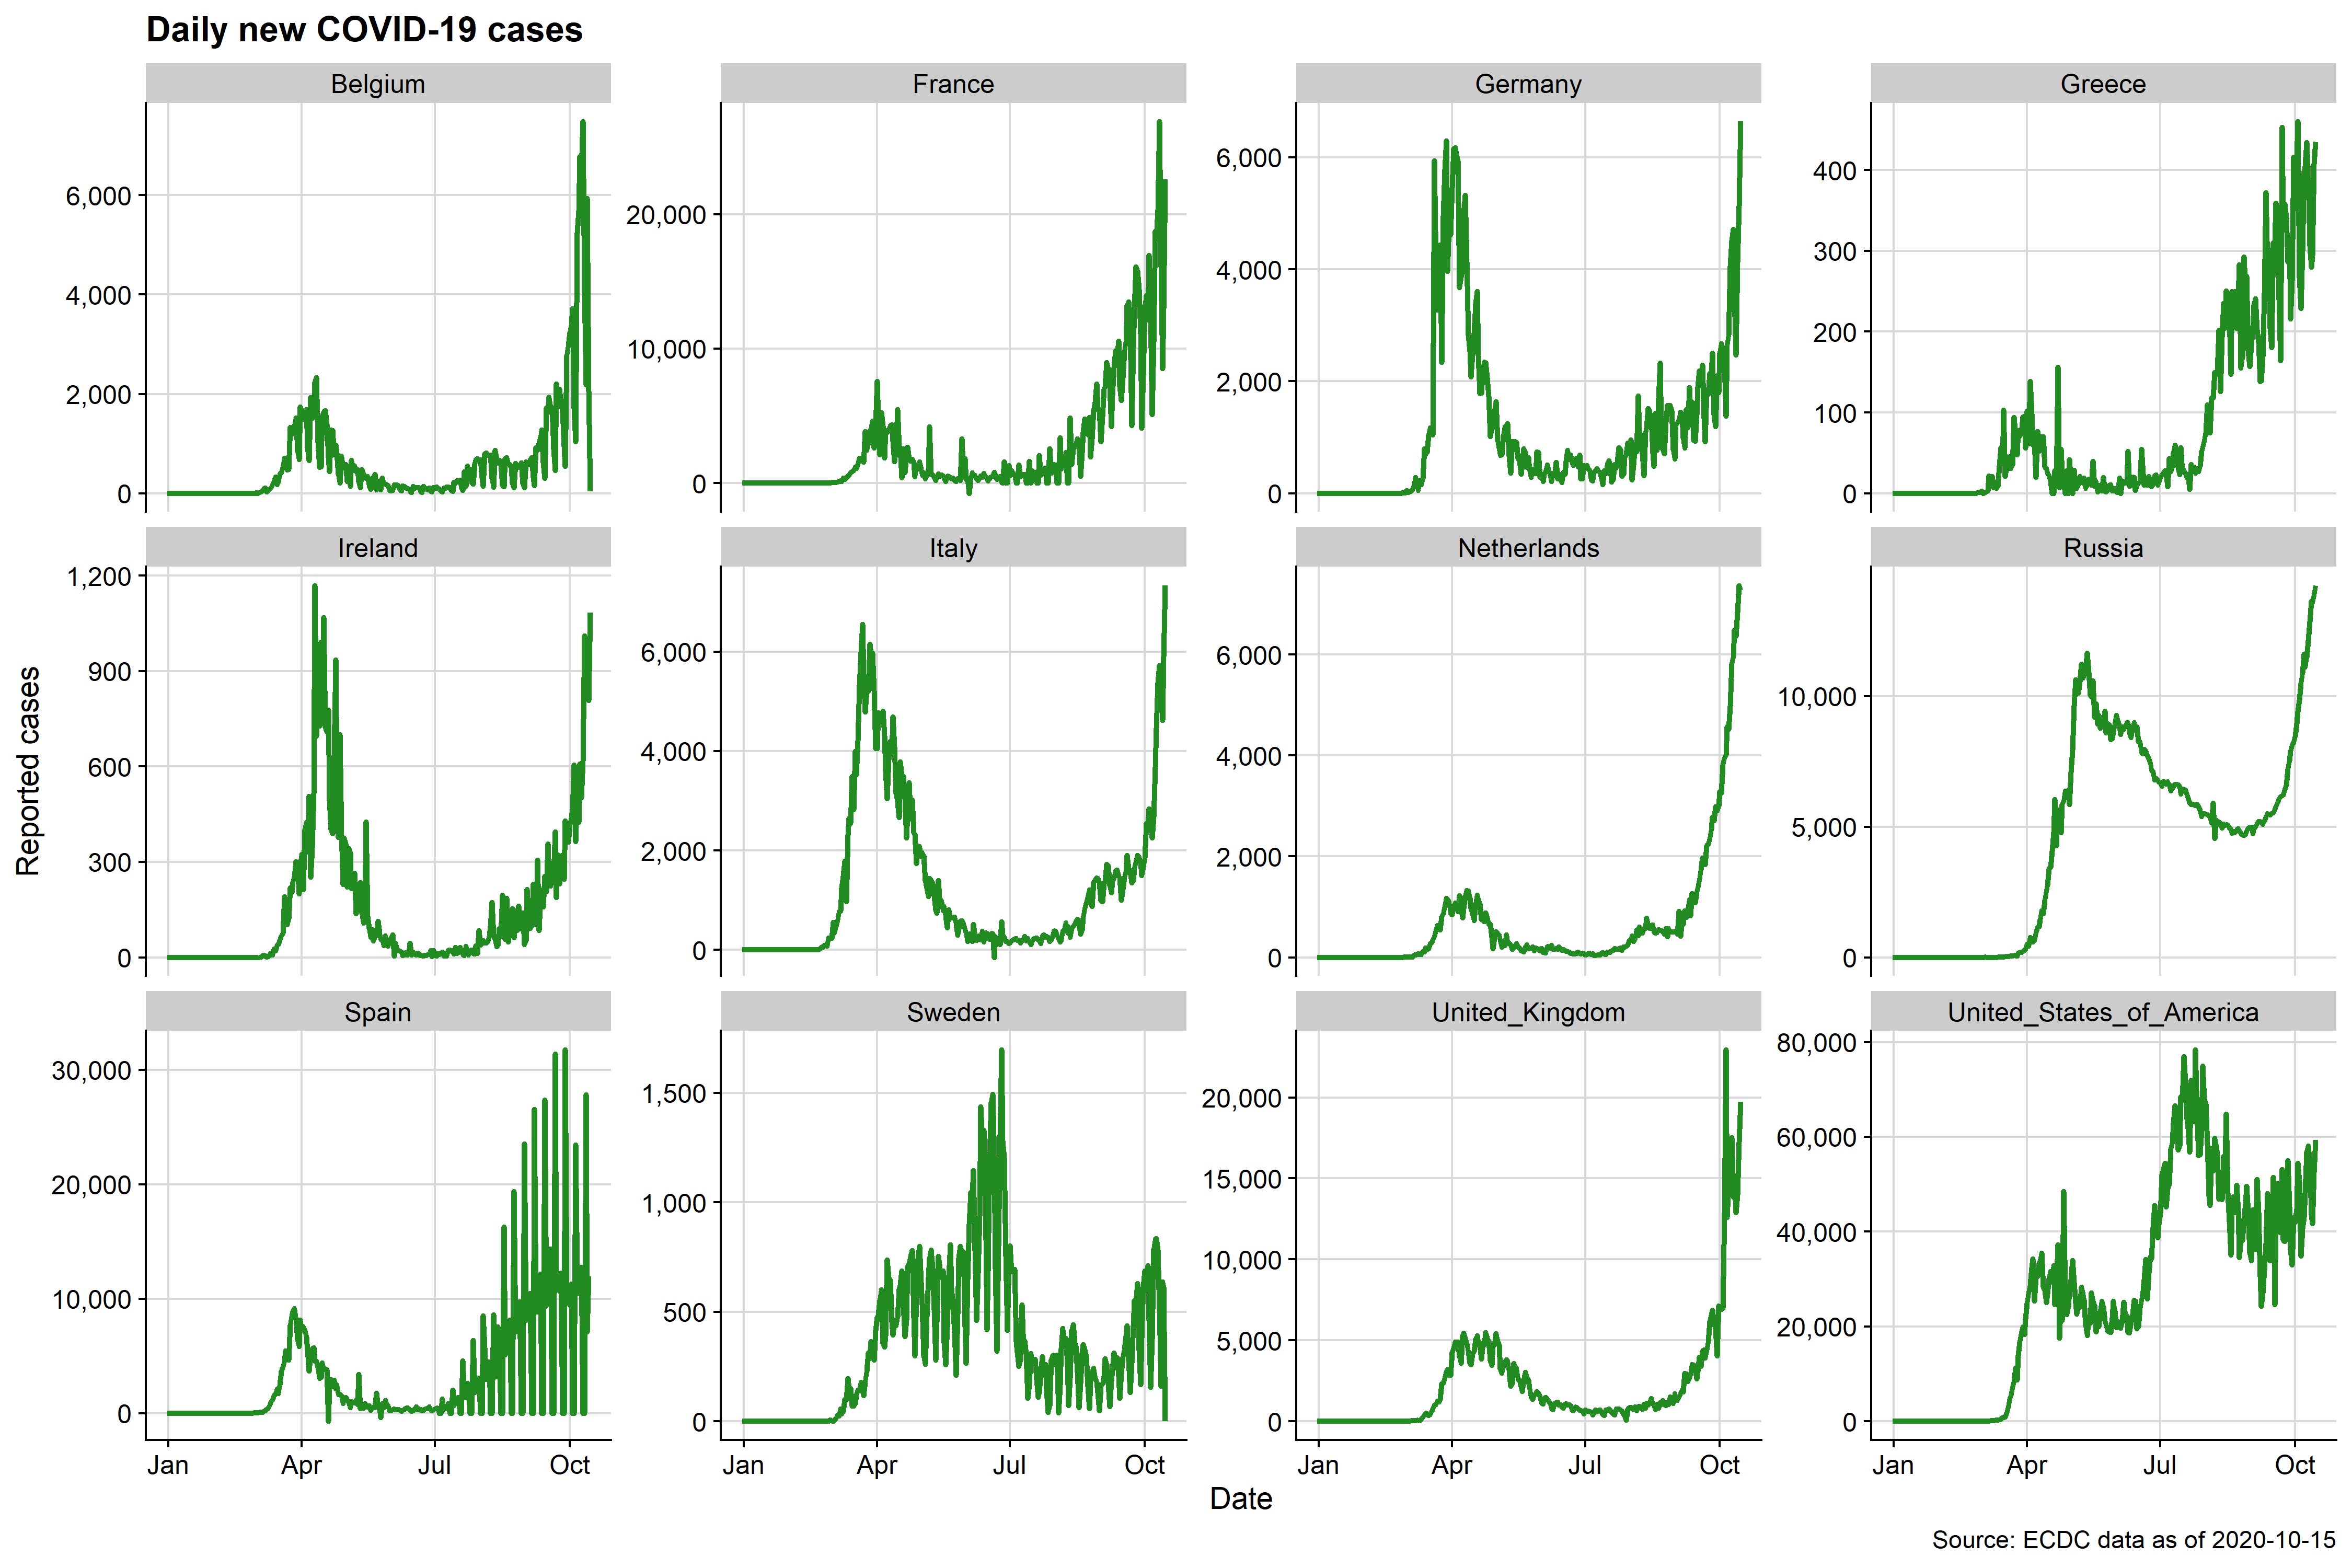 Daily new COVID-19 cases
Belgium
France
Germany
Greece
6,000
4,000
2,000
0
20,000
10,000
0
6,000
4,000
2,000
0
400
300
200
100
0
Ireland
Italy
Netherlands
Russia
1,200
900
600
300
0
6,000
4,000
2,000
0
6,000
4,000
2,000
0
10,000
5,000
0
Reported cases
Spain
Sweden
United_Kingdom
United_States_of_America
30,000
20,000
10,000
0
1,500
1,000
500
0
20,000
15,000
10,000
5,000
0
80,000
60,000
40,000
20,000
0
Jan Apr Jul Oct
Jan Apr Jul Oct
Jan Apr Jul Oct
Jan Apr Jul Oct
Date
Source: ECDC data as of 2020-10-15